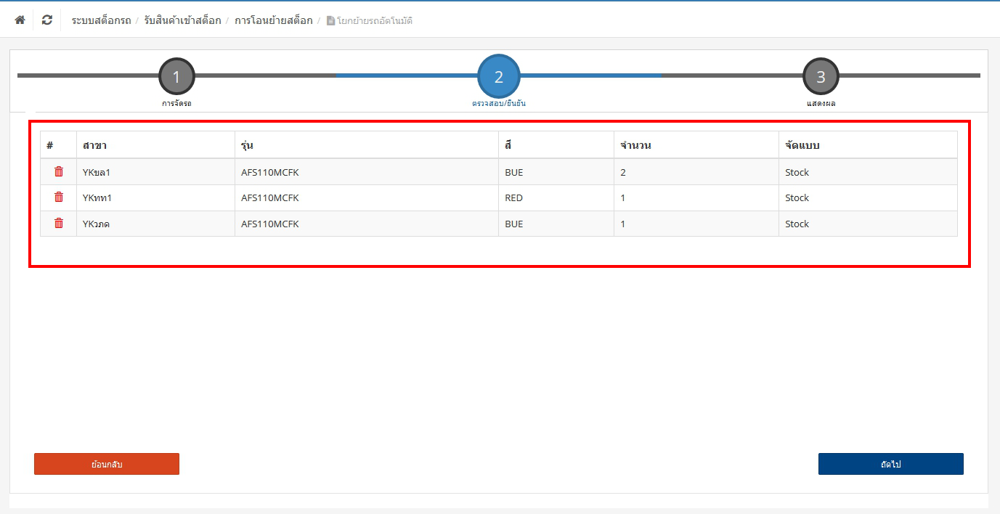 ระบบสต็อกรถ / รับสินค้าเข้าสต็อก / การโอนย้ายสต็อก / โยกย้ายรถอัตโนมัติ
1 2 3
การจัดรถ ตรวจสอบ/ยืนยัน แสดงผล
# สาขา รุ่น สี จำนวน จัดแบบ
YKขล1 AFS110MCFK BUE 2 Stock
YKทท1 AFS110MCFK RED 1 Stock
YKวภด AFS110MCFK BUE 1 Stock
ย้อนกลับ ถัดไป